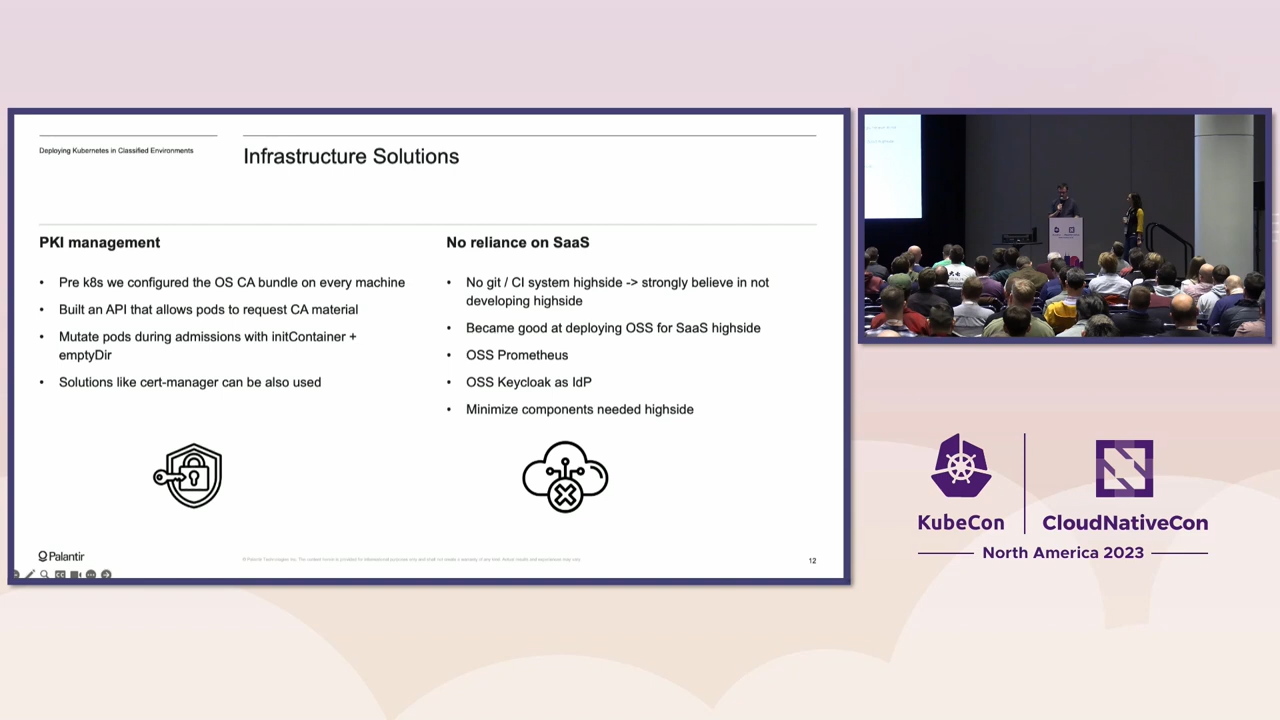 Deploying Kubernetes in Classified Environments
Infrastructure Solutions
PKI management
• Pre k8s we configured the OS CA bundle on every machine
• Built an API that allows pods to request CA material
• Mutate pods during admissions with initContainer +
emptyDir
• Solutions like cert-manager can be also used
No reliance on SaaS
• No git / CI system highside -> strongly believe in not
developing highside
• Became good at deploying OSS for SaaS highside
• OSS Prometheus
• OSS Keycloak as IdP
• Minimize components needed highside
Palantir
12
KubeCon
CloudNativeCon
North America 2023